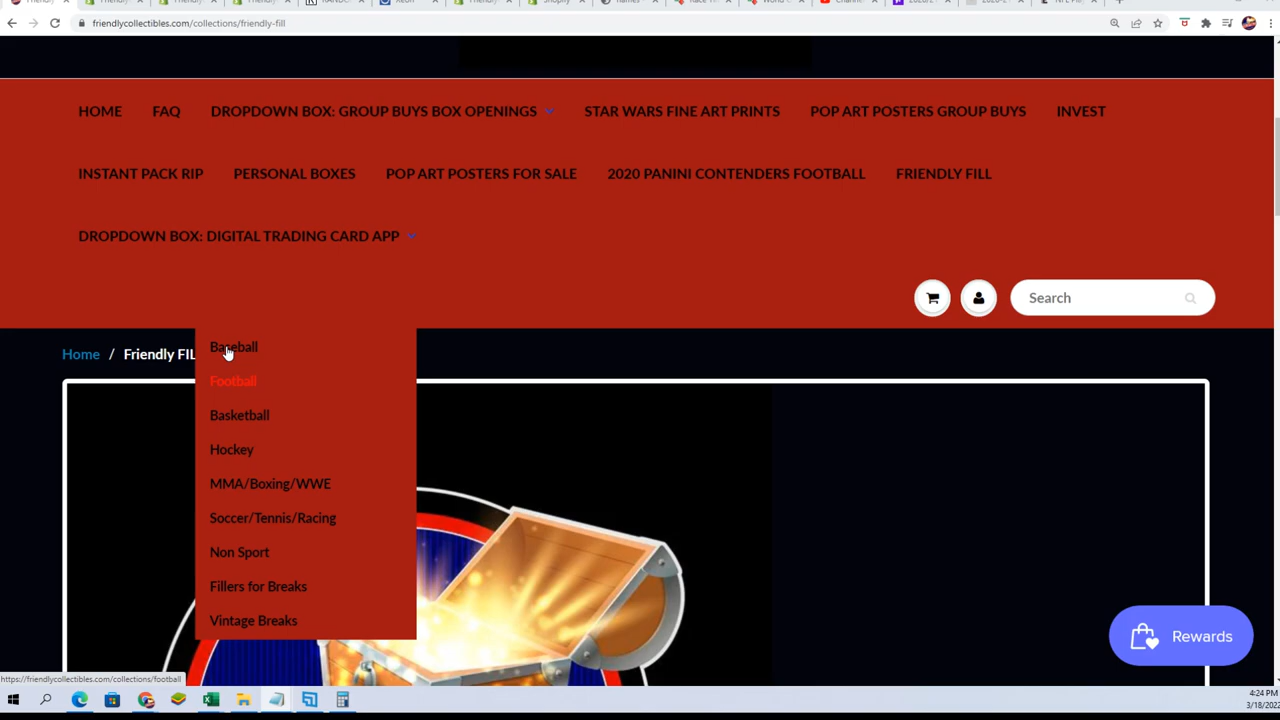 friendlycollectibles.com/collections/friendly-fill
HOME FAQ DROPDOWN BOX: GROUP BUYS BOX OPENINGS STAR WARS FINE ART PRINTS POP ART POSTERS GROUP BUYS INVEST
INSTANT PACK RIP PERSONAL BOXES POP ART POSTERS FOR SALE 2020 PANINI CONTENDERS FOOTBALL FRIENDLY FILL
DROPDOWN BOX: DIGITAL TRADING CARD APP
Search
Home / Friendly FIL
Baseball
Football
Basketball
Hockey
MMA/Boxing/WWE
Soccer/Tennis/Racing
Non Sport
Fillers for Breaks
Vintage Breaks
Rewards
https://friendlycollectibles.com/collections/football
4:24 PM
3/18/202